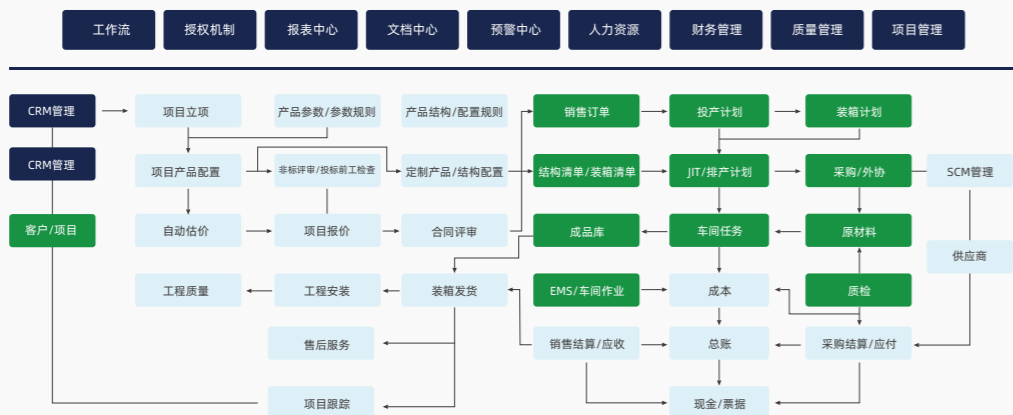 工作流
授权机制
报表中心
文档中心
预警中心
人力资源
财务管理
质量管理
项目管理
CRM管理
项目立项
产品参数/参数规则
产品结构/配置规则
销售订单
投产计划
装箱计划
CRM管理
项目产品配置
非标评审/投标前工检查
定制产品/结构配置
结构清单/装箱清单
JIT/排产计划
采购/外协
SCM管理
客户/项目
自动估价
项目报价
合同评审
成品库
车间任务
原材料
供应商
工程质量
工程安装
装箱发货
EMS/车间作业
成本
质检
售后服务
销售结算/应收
总账
采购结算/应付
项目跟踪
现金/票据